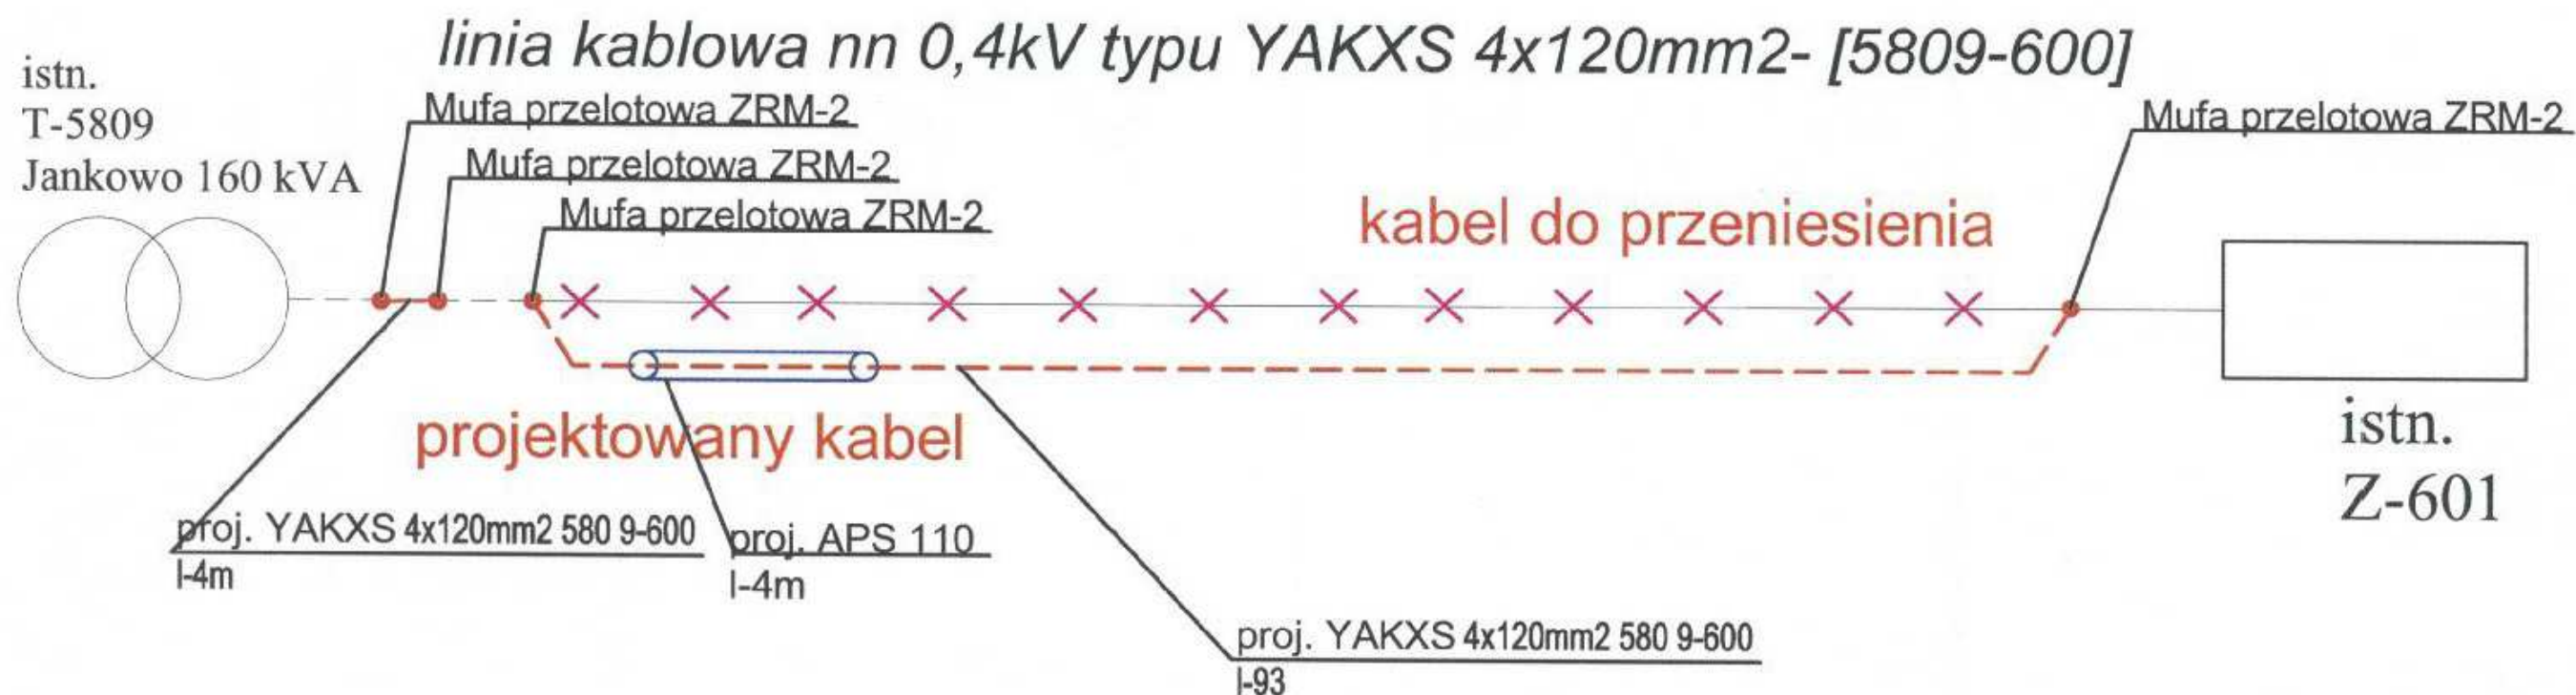 linia kablowa nn 0,4kV typu YAKXS 4x120mm2- [5809-600]
istn.
T-5809
Jankowo 160 kVA
Mufa przelotowa ZRM-2
Mufa przelotowa ZRM-2
Mufa przelotowa ZRM-2
Mufa przelotowa ZRM-2
kabel do przeniesienia
projektowany kabel
istn.
Z-601
proj. YAKXS 4x120mm2 580 9-600
l-4m
proj. APS 110
l-4m
proj. YAKXS 4x120mm2 580 9-600
l-93